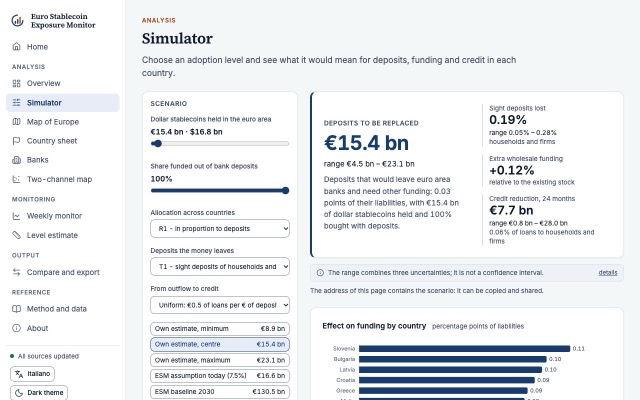 Euro Stablecoin
Exposure Monitor
Home
ANALYSIS
Overview
Simulator
Map of Europe
Country sheet
Banks
Two-channel map
MONITORING
Weekly monitor
Level estimate
OUTPUT
Compare and export
REFERENCE
Method and data
About
All sources updated
Italiano
Dark theme
ANALYSIS
Simulator
Choose an adoption level and see what it would mean for deposits, funding and credit in each
country.
SCENARIO
Dollar stablecoins held in the euro area
€15.4 bn · $16.8 bn
Share funded out of bank deposits
100%
Allocation across countries
R1 - in proportion to deposits
Deposits the money leaves
T1 - sight deposits of households and
From outflow to credit
Uniform: €0.5 of loans per € of deposi
Own estimate, minimum €8.9 bn
Own estimate, centre €15.4 bn
Own estimate, maximum €23.1 bn
ESM assumption today (7.5%) €16.6 bn
ESM baseline 2030 €130.5 bn
DEPOSITS TO BE REPLACED
€15.4 bn
range €4.5 bn – €23.1 bn
Deposits that would leave euro area
banks and need other funding: 0.03
points of their liabilities, with €15.4 bn
of dollar stablecoins held and 100%
bought with deposits.
Sight deposits lost
0.19%
range 0.05% – 0.28%
households and firms
Extra wholesale funding
+0.12%
relative to the existing stock
Credit reduction, 24 months
€7.7 bn
range €0.8 bn – €28.0 bn
0.06% of loans to households and
firms
The range combines three uncertainties; it is not a confidence interval. details
The address of this page contains the scenario: it can be copied and shared.
Effect on funding by country percentage points of liabilities
Slovenia 0.11
Bulgaria 0.10
Latvia 0.10
Croatia 0.09
Greece 0.09